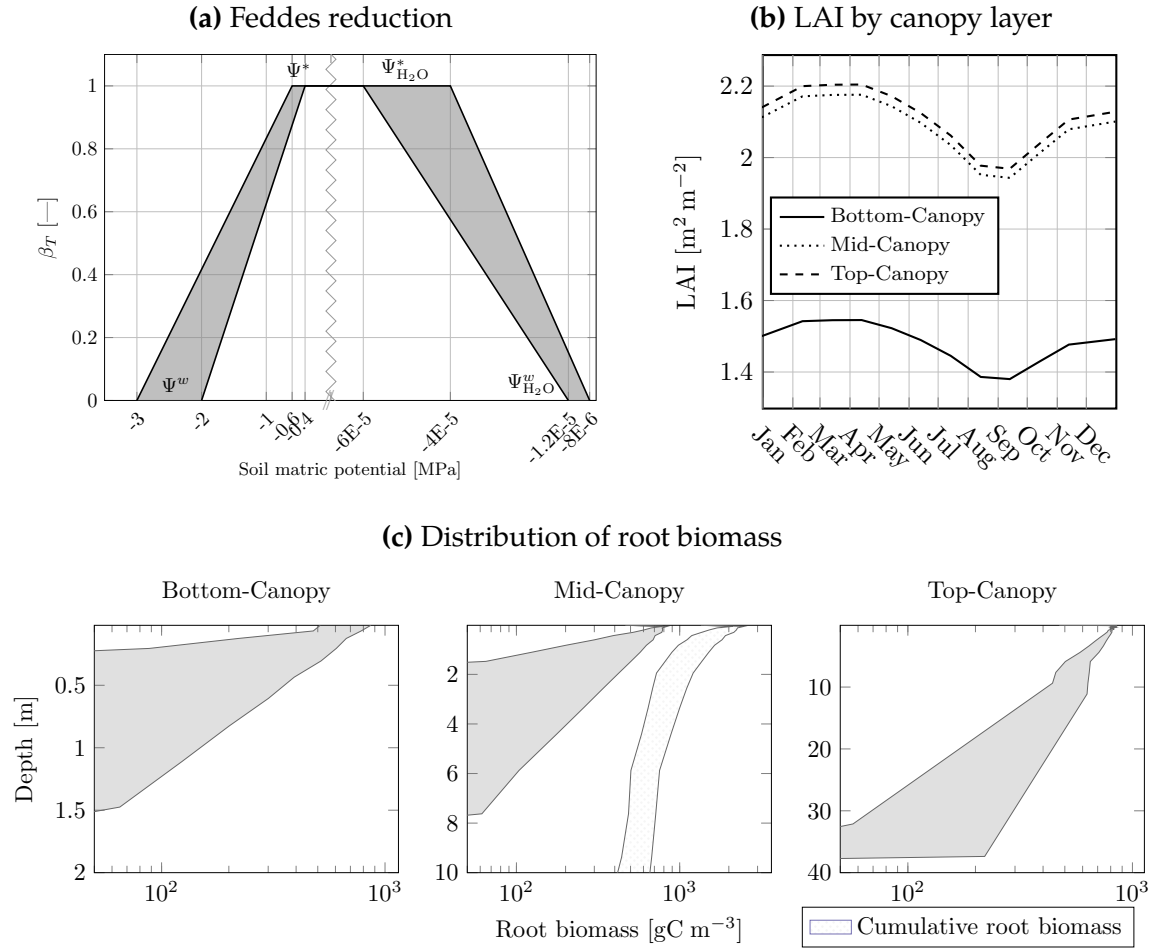 (a) Feddes reduction
Ψ* Ψ*H₂O
1
0.8
0.6
0.4
0.2
0
βT [—]
Ψw ΨwH₂O
-3 -2 -1 -0.6 -0.4 -6E-5 -4E-5 -1.2E-5 -8E-6
Soil matric potential [MPa]
(b) LAI by canopy layer
2.2
2
1.8
1.6
1.4
LAI [m² m⁻²]
Bottom-Canopy
Mid-Canopy
Top-Canopy
Jan Feb Mar Apr May Jun Jul Aug Sep Oct Nov Dec
(c) Distribution of root biomass
Bottom-Canopy Mid-Canopy Top-Canopy
Depth [m]
0.5
1
1.5
2
10² 10³
2
4
6
8
10
10² 10³
10
20
30
40
10² 10³
Root biomass [gC m⁻³]
Cumulative root biomass